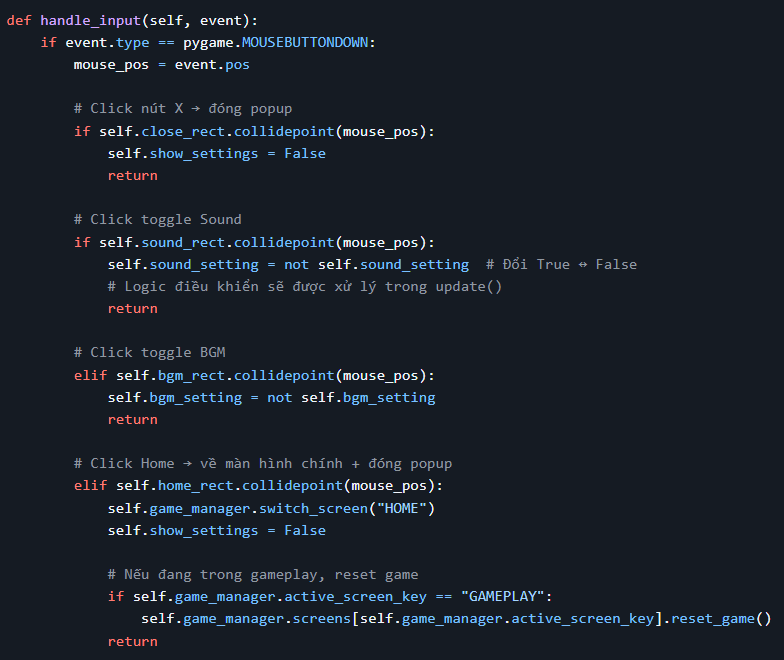 def handle_input(self, event):
    if event.type == pygame.MOUSEBUTTONDOWN:
        mouse_pos = event.pos

        # Click nút X → đóng popup
        if self.close_rect.collidepoint(mouse_pos):
            self.show_settings = False
            return

        # Click toggle Sound
        if self.sound_rect.collidepoint(mouse_pos):
            self.sound_setting = not self.sound_setting  # Đổi True ↔ False
            # Logic điều khiển sẽ được xử lý trong update()
            return

        # Click toggle BGM
        elif self.bgm_rect.collidepoint(mouse_pos):
            self.bgm_setting = not self.bgm_setting
            return

        # Click Home → về màn hình chính + đóng popup
        elif self.home_rect.collidepoint(mouse_pos):
            self.game_manager.switch_screen("HOME")
            self.show_settings = False

            # Nếu đang trong gameplay, reset game
            if self.game_manager.active_screen_key == "GAMEPLAY":
                self.game_manager.screens[self.game_manager.active_screen_key].reset_game()
            return